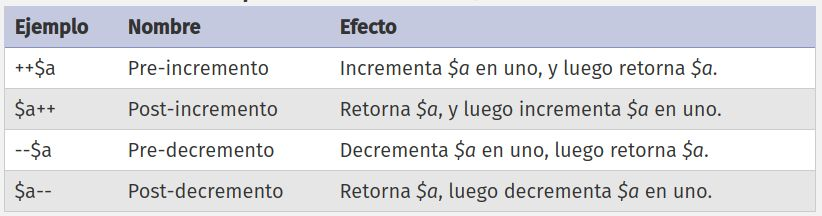 Ejemplo Nombre Efecto
++$a Pre-incremento Incrementa $a en uno, y luego retorna $a.
$a++ Post-incremento Retorna $a, y luego incrementa $a en uno.
--$a Pre-decremento Decrementa $a en uno, luego retorna $a.
$a-- Post-decremento Retorna $a, luego decrementa $a en uno.